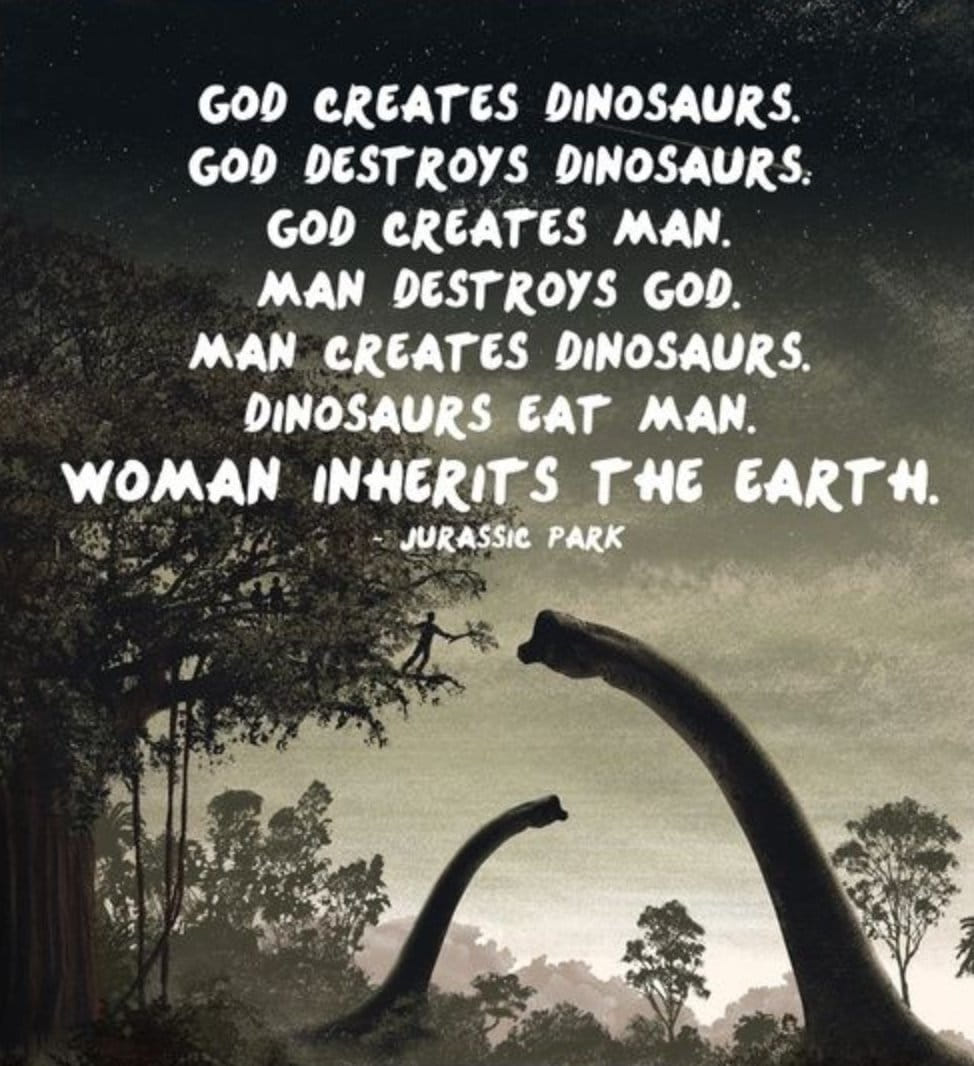 GOD CREATES DINOSAURS.
GOD DESTROYS DINOSAURS.
GOD CREATES MAN.
MAN DESTROYS GOD.
MAN CREATES DINOSAURS.
DINOSAURS EAT MAN.
WOMAN INHERITS THE EARTH.
- JURASSIC PARK